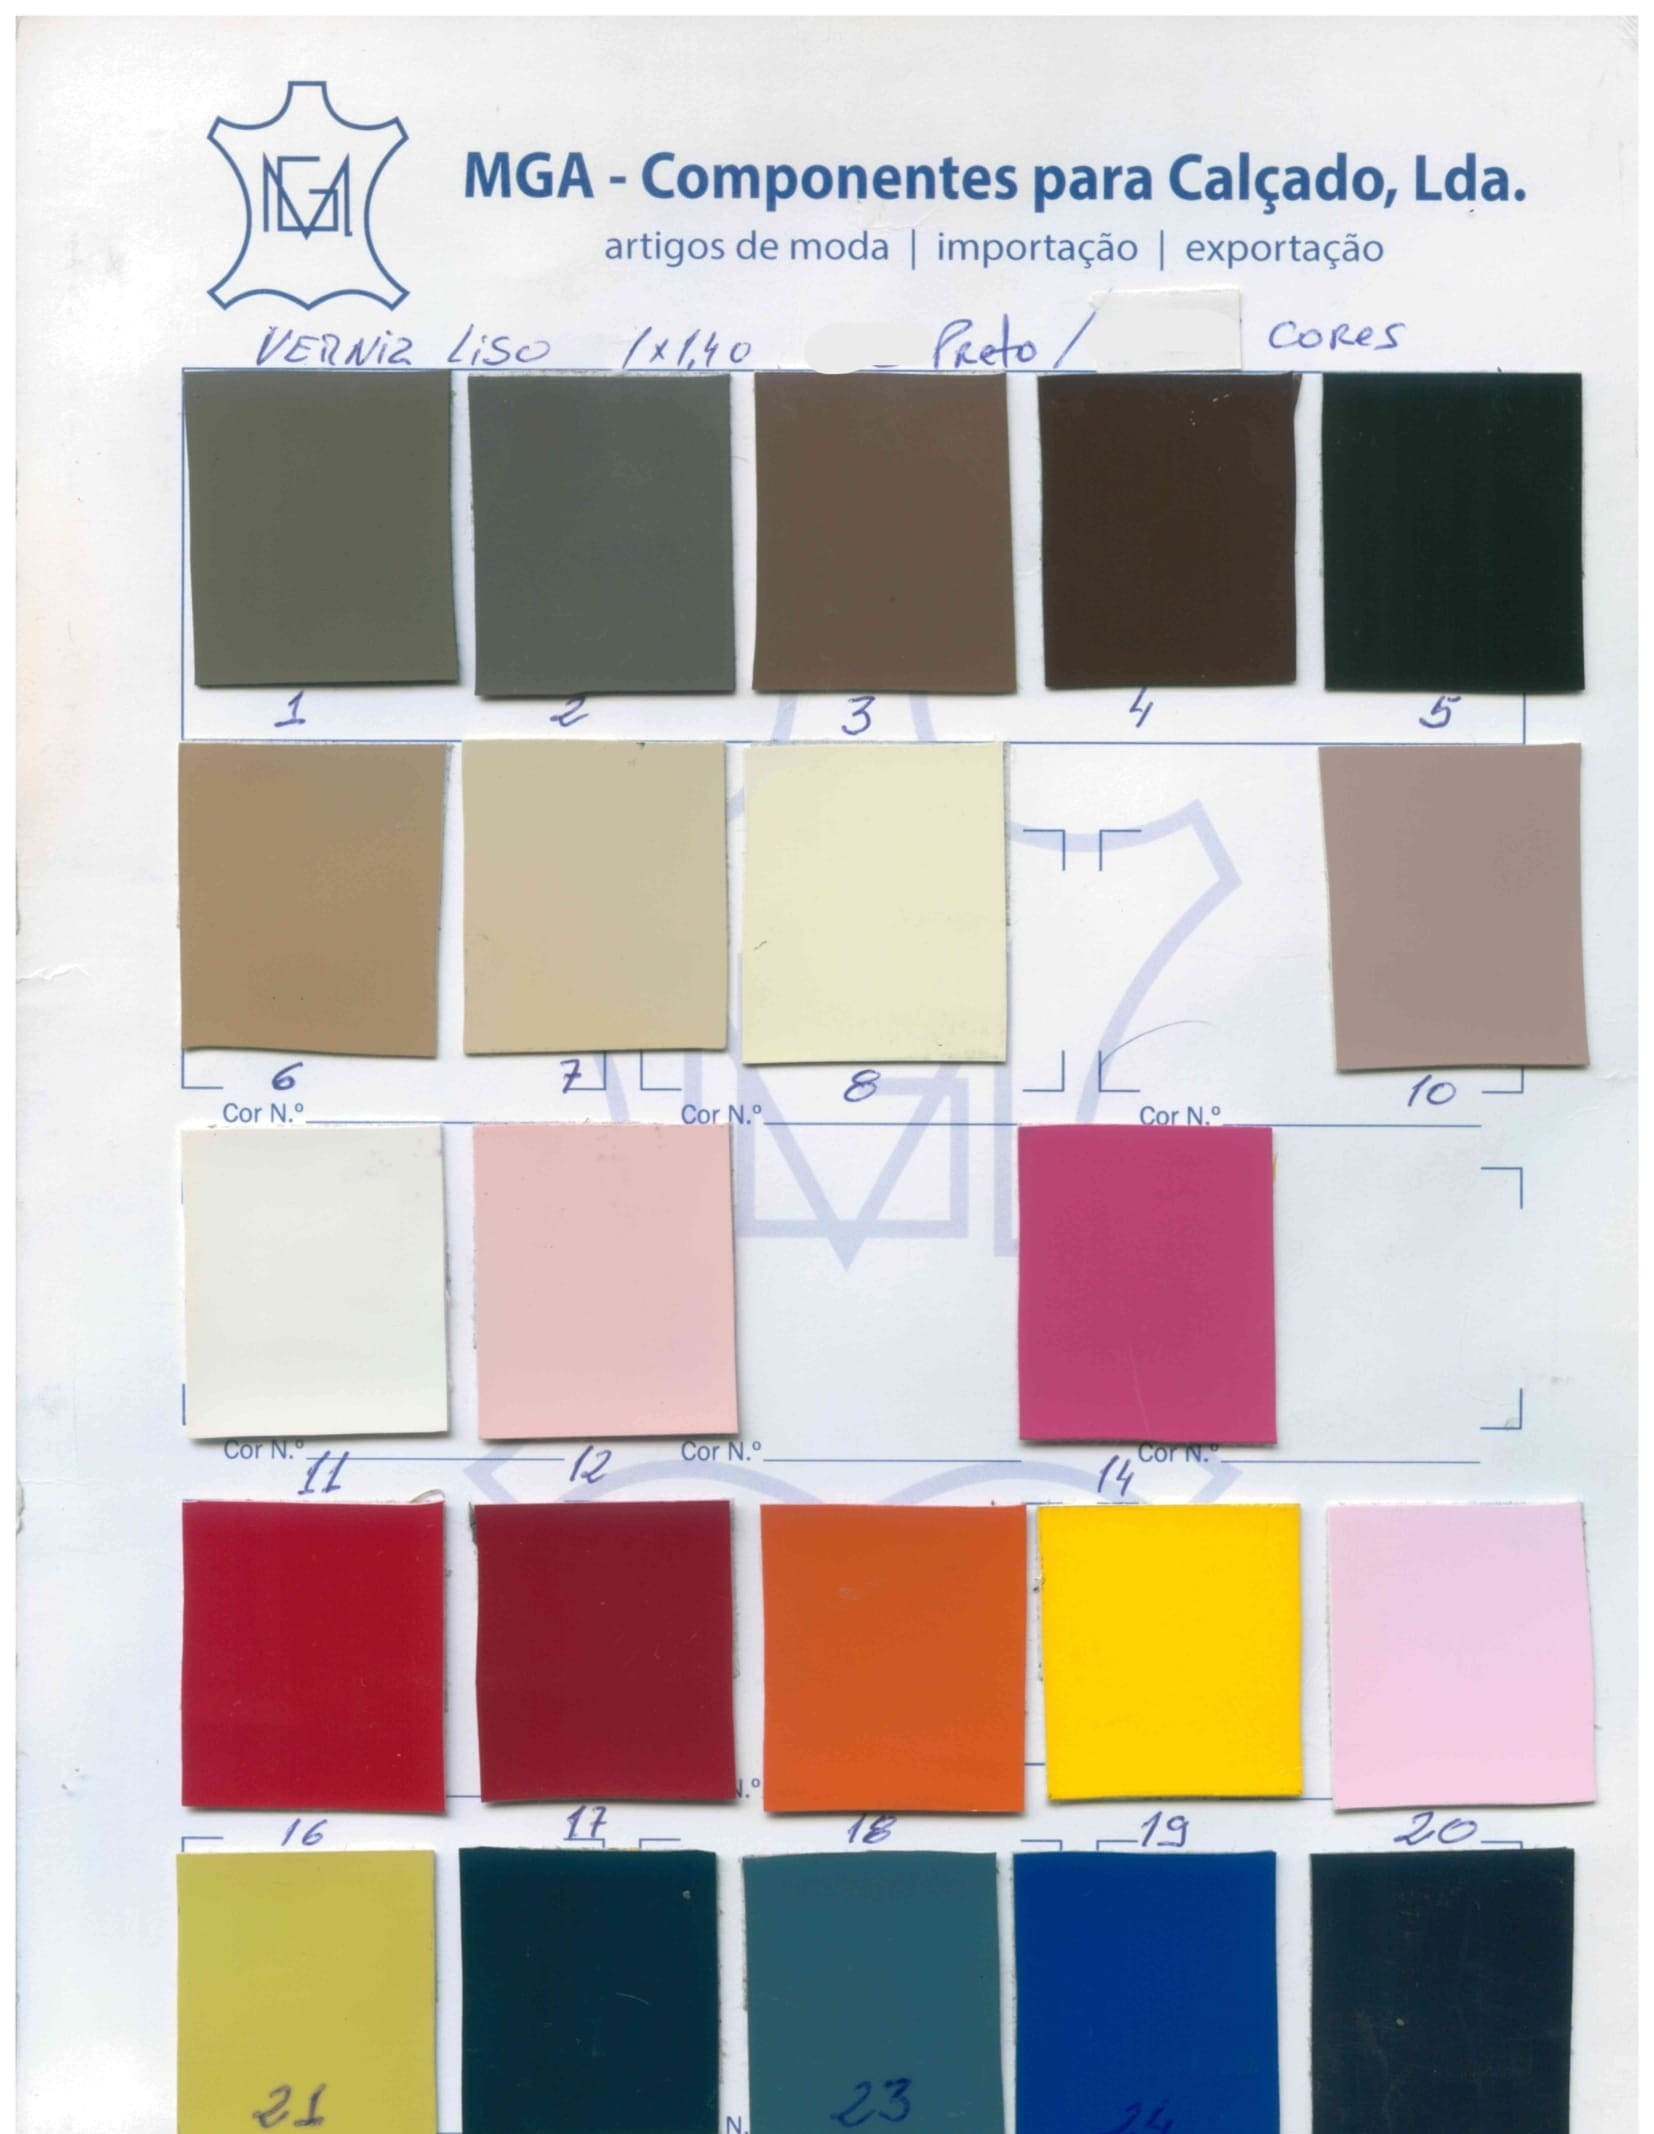 MGA
MGA - Componentes para Calçado, Lda.
artigos de moda | importação | exportação
VERNIZ LISO 1x1,40 Preto / CORES
1 2 3 4 5
6 7 8 10
Cor N.º Cor N.º Cor N.º
Cor N.º Cor N.º Cor N.º
11 12 14
N.º
16 17 18 19 20
21 23 24
N.